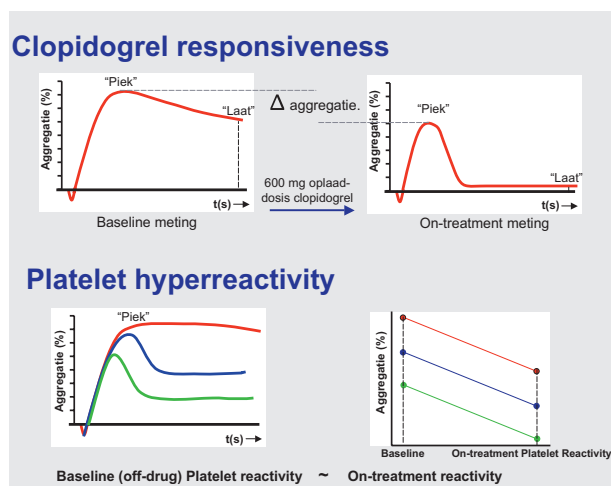 Clopidogrel responsiveness
Aggregatie (%)
"Piek"
"Laat"
t(s)
Baseline meting
Δ aggregatie.
600 mg oplaad-
dosis clopidogrel
Aggregatie (%)
"Piek"
"Laat"
t(s)
On-treatment meting
Platelet hyperreactivity
Aggregatie (%)
"Piek"
t(s)
Aggregatie (%)
Baseline
On-treatment Platelet Reactivity
Baseline (off-drug) Platelet reactivity ~ On-treatment reactivity